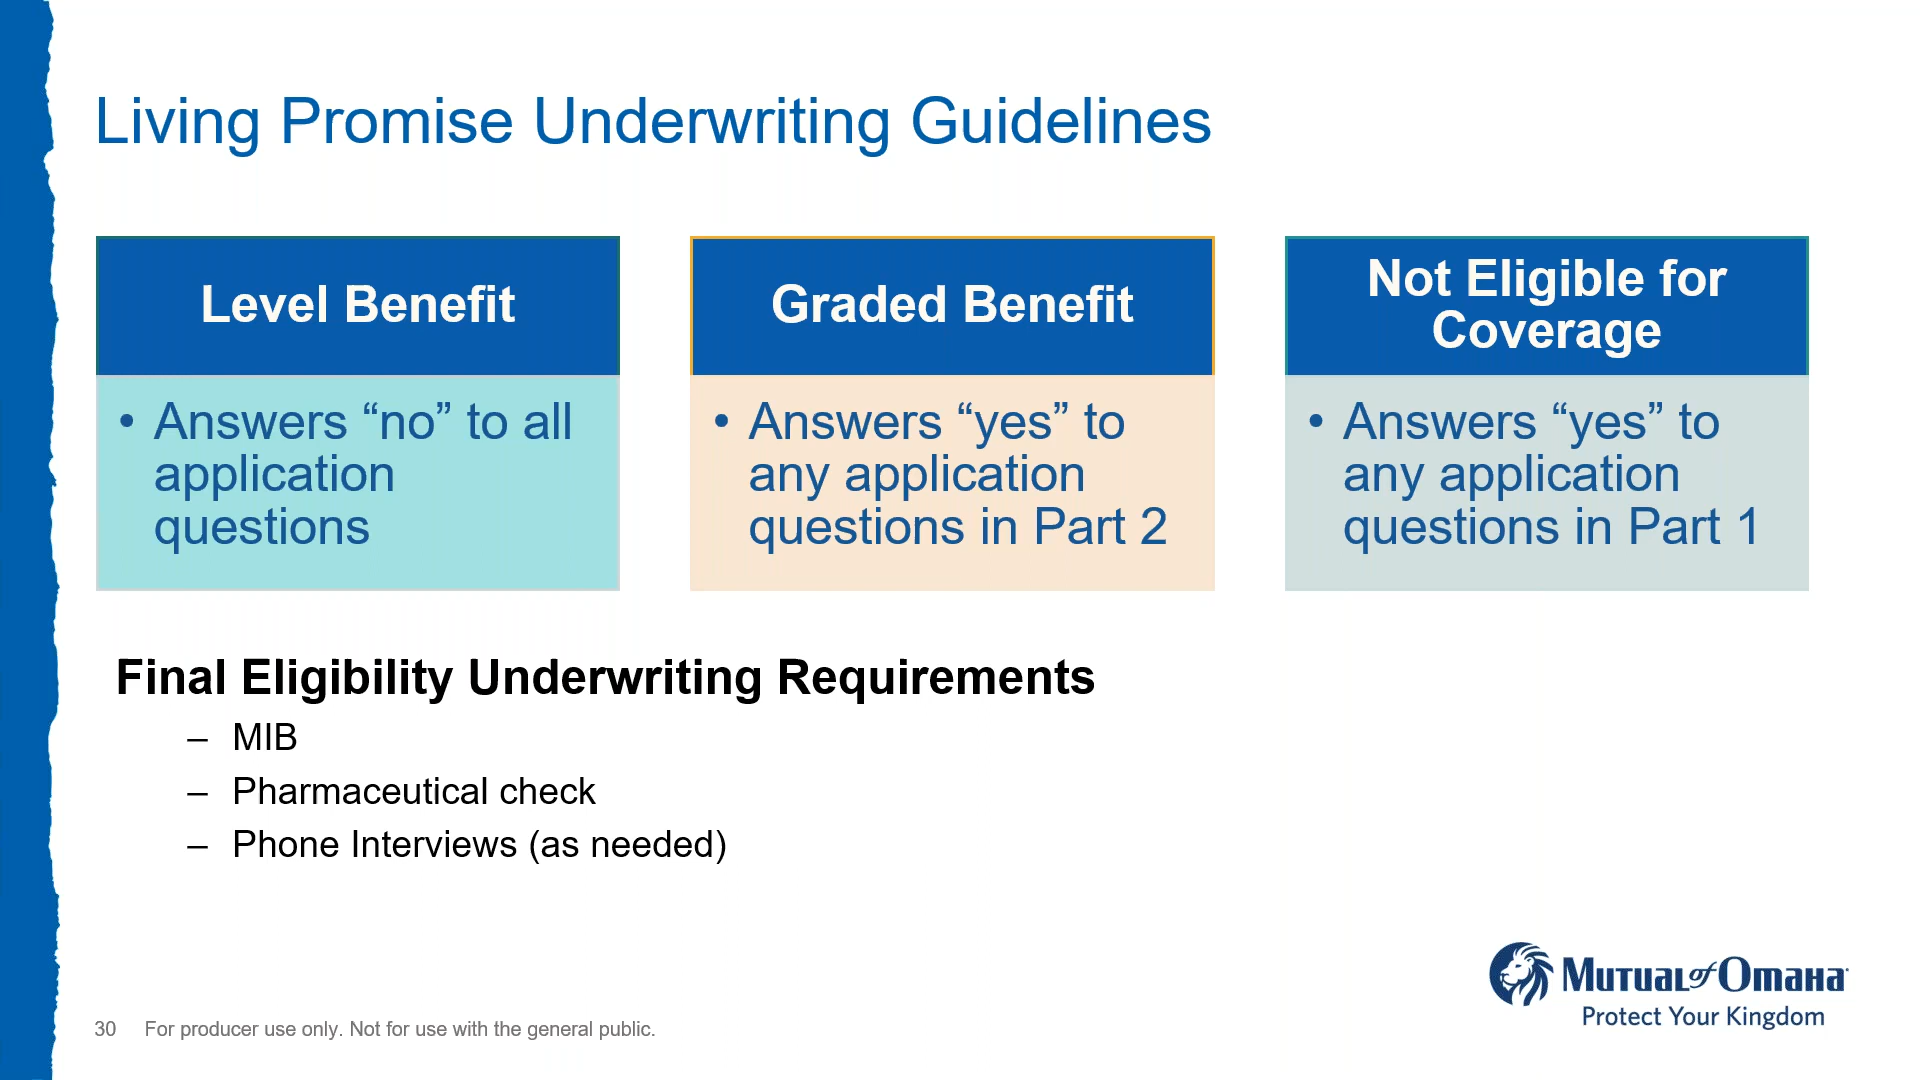 Living Promise Underwriting Guidelines
Level Benefit
• Answers “no” to all
application
questions
Graded Benefit
• Answers “yes” to
any application
questions in Part 2
Not Eligible for
Coverage
• Answers “yes” to
any application
questions in Part 1
Final Eligibility Underwriting Requirements
– MIB
– Pharmaceutical check
– Phone Interviews (as needed)
Mutual of Omaha
Protect Your Kingdom
30 For producer use only. Not for use with the general public.